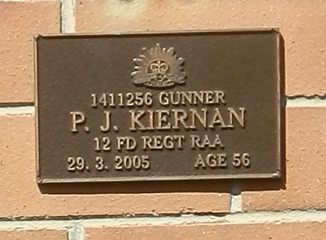 1411256 GUNNER
P. J. KIERNAN
12 FD REGT RAA
29. 3. 2005 AGE 56